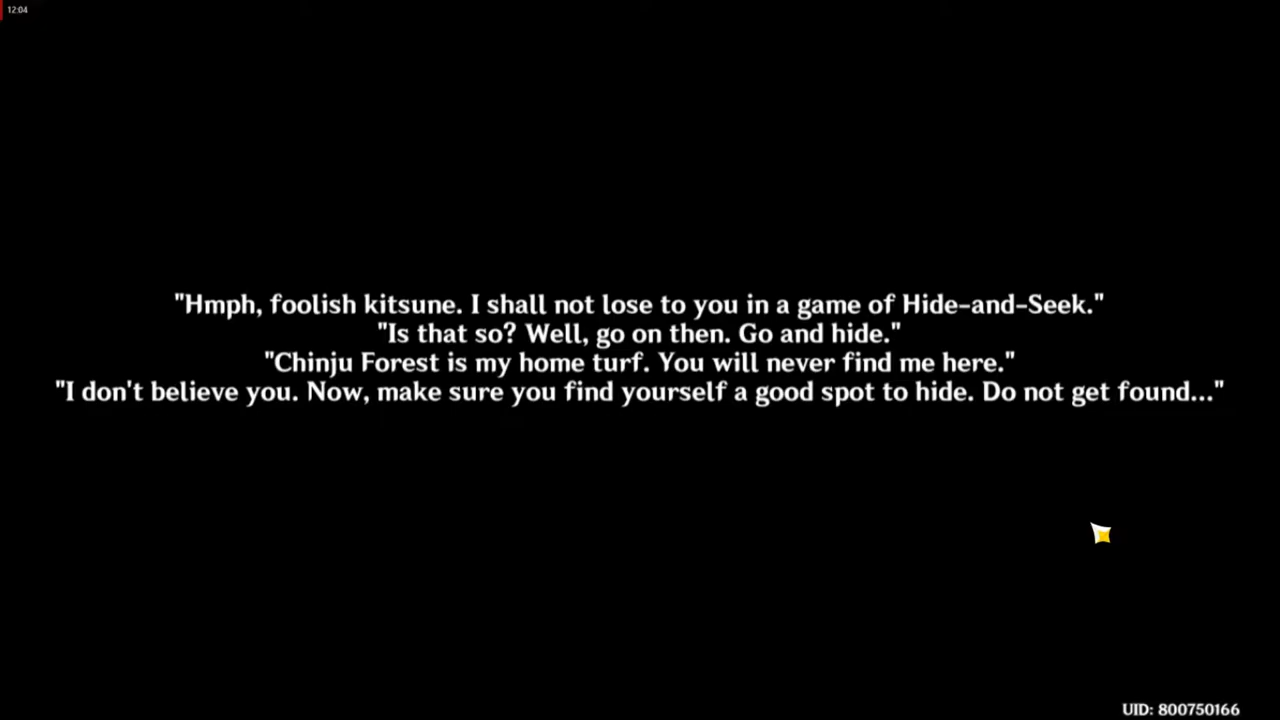 12:04
"Hmph, foolish kitsune. I shall not lose to you in a game of Hide-and-Seek."
"Is that so? Well, go on then. Go and hide."
"Chinju Forest is my home turf. You will never find me here."
"I don't believe you. Now, make sure you find yourself a good spot to hide. Do not get found..."
UID: 800750166